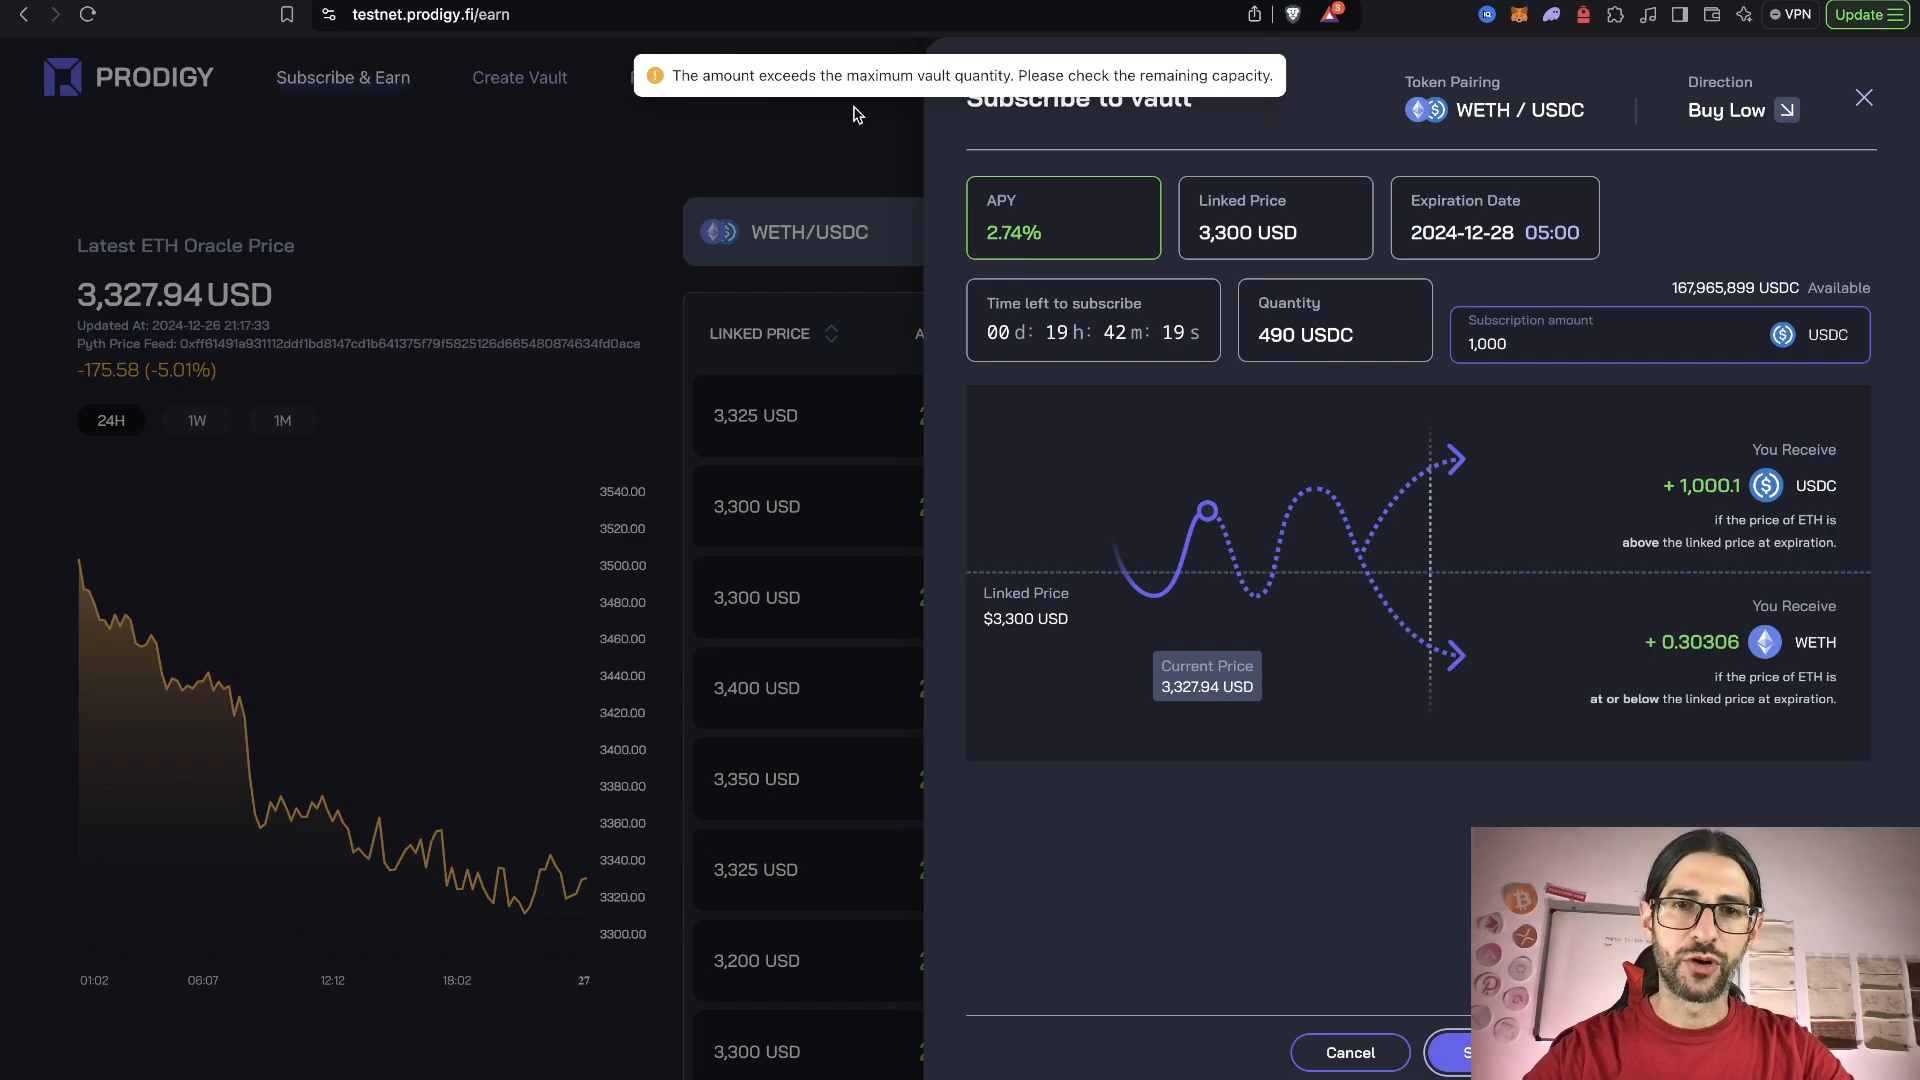 testnet.prodigy.fi/earn
3
VPN
Update
PRODIGY
Subscribe & Earn
Create Vault
The amount exceeds the maximum vault quantity. Please check the remaining capacity.
Subscribe to vault
Token Pairing
WETH / USDC
Direction
Buy Low
APY
2.74%
Linked Price
3,300 USD
Expiration Date
2024-12-28 05:00
Time left to subscribe
00 d: 19 h: 42 m: 19 s
Quantity
490 USDC
167,965,899 USDC Available
Subscription amount
1,000
USDC
Latest ETH Oracle Price
3,327.94 USD
Updated At: 2024-12-26 21:17:33
Pyth Price Feed: 0xff61491a931112ddf1bd8147cd1b641375f79f5825126d665480874634fd0ace
-175.58 (-5.01%)
24H
1W
1M
3540.00
3520.00
3500.00
3480.00
3460.00
3440.00
3420.00
3400.00
3380.00
3360.00
3340.00
3320.00
3300.00
01:02
06:07
12:12
18:02
27
WETH/USDC
LINKED PRICE
A
3,325 USD
3,300 USD
3,300 USD
3,400 USD
3,350 USD
3,325 USD
3,200 USD
3,300 USD
You Receive
+ 1,000.1 USDC
if the price of ETH is
above the linked price at expiration.
Linked Price
$3,300 USD
You Receive
+ 0.30306 WETH
if the price of ETH is
at or below the linked price at expiration.
Current Price
3,327.94 USD
Cancel
S